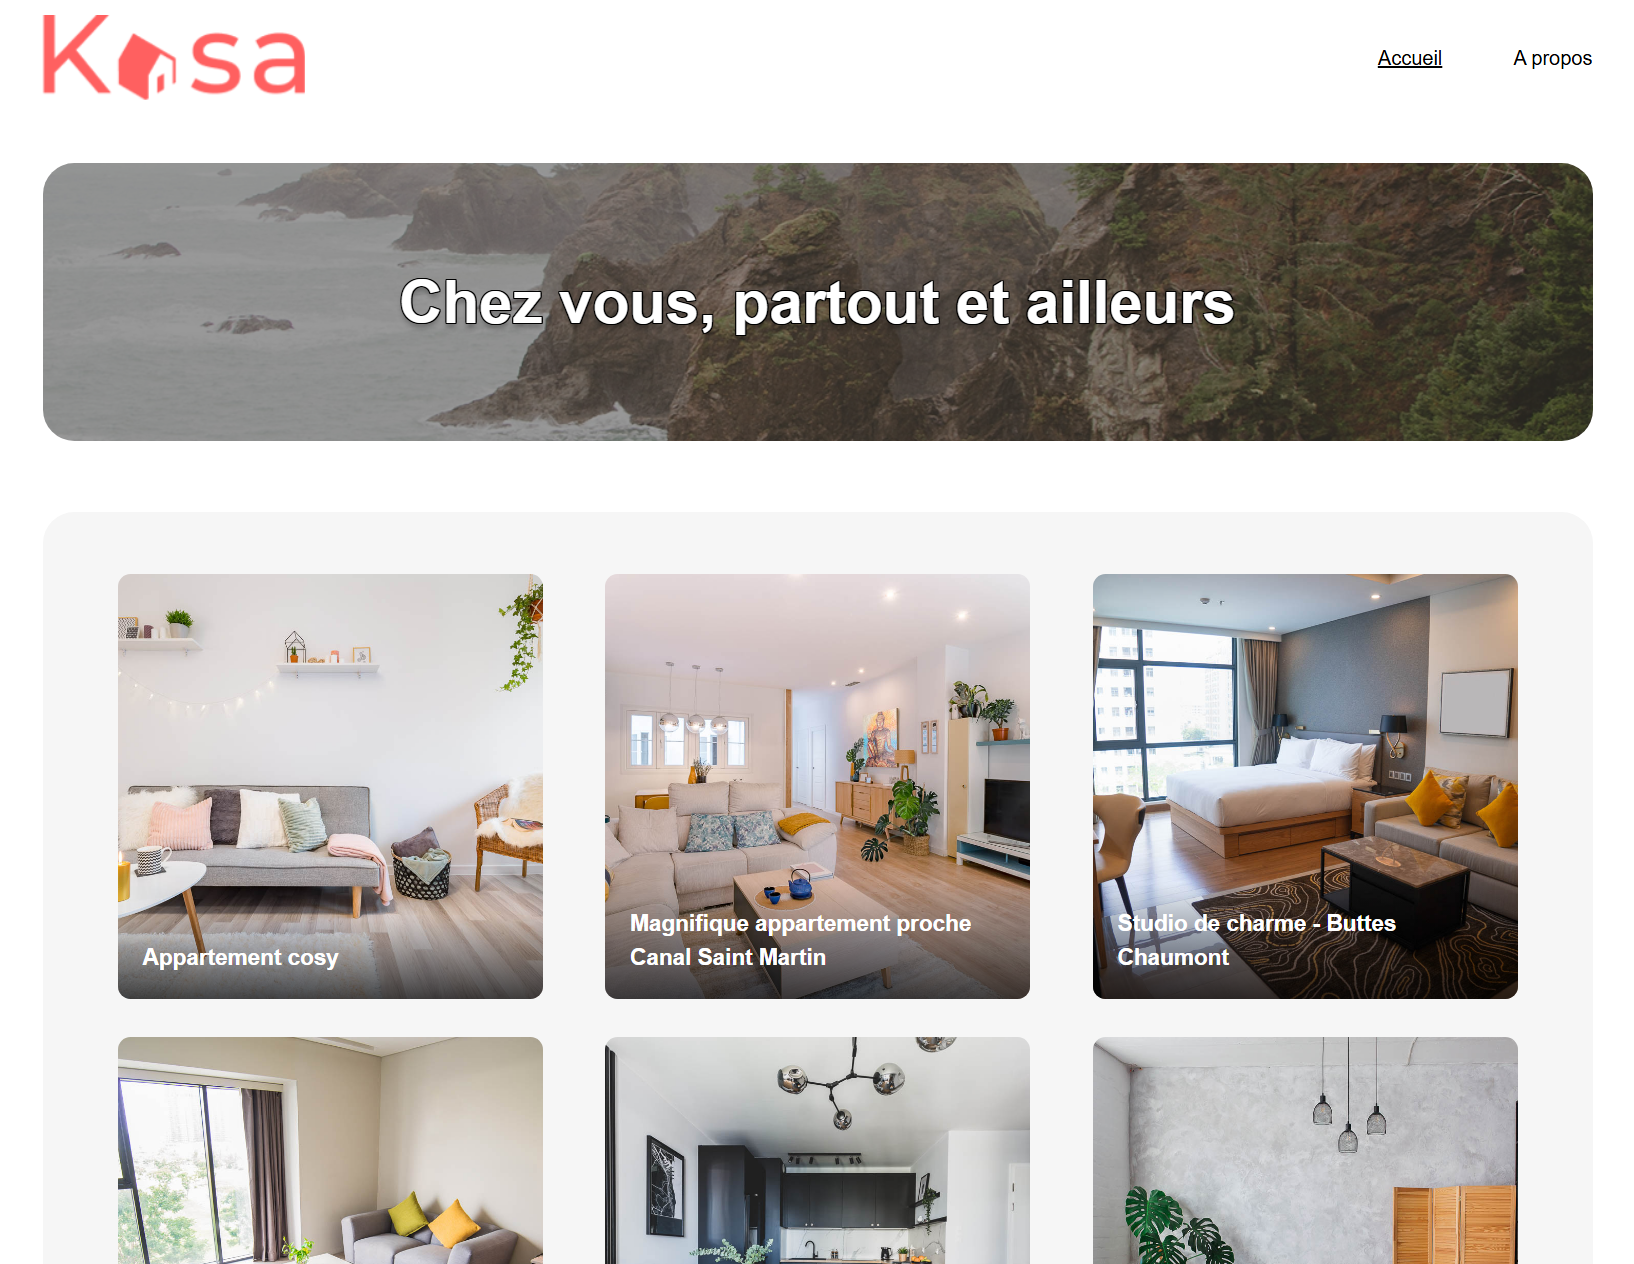 Kasa
Accueil
A propos
Chez vous, partout et ailleurs
Appartement cosy
Magnifique appartement proche
Canal Saint Martin
Studio de charme - Buttes
Chaumont